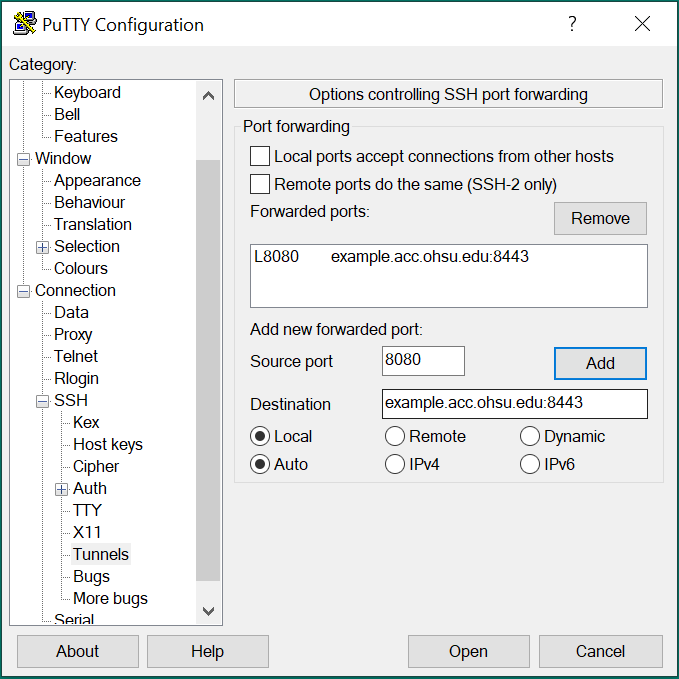 PuTTY Configuration
?
Category:
Keyboard
Bell
Features
Window
Appearance
Behaviour
Translation
Selection
Colours
Connection
Data
Proxy
Telnet
Rlogin
SSH
Kex
Host keys
Cipher
Auth
TTY
X11
Tunnels
Bugs
More bugs
Serial
Options controlling SSH port forwarding
Port forwarding
Local ports accept connections from other hosts
Remote ports do the same (SSH-2 only)
Forwarded ports:
Remove
L8080 example.acc.ohsu.edu:8443
Add new forwarded port:
Source port 8080 Add
Destination example.acc.ohsu.edu:8443
Local Remote Dynamic
Auto IPv4 IPv6
About Help Open Cancel